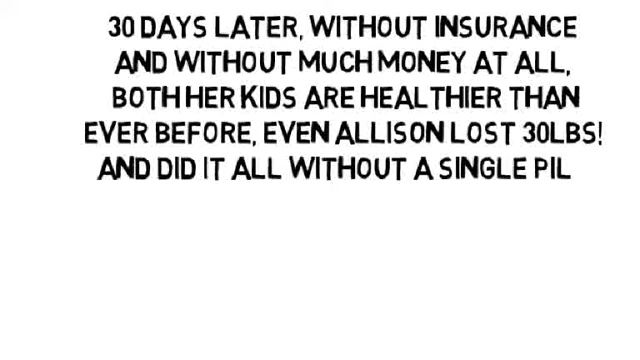 30 DAYS LATER, WITHOUT INSURANCE
AND WITHOUT MUCH MONEY AT ALL,
BOTH HER KIDS ARE HEALTHIER THAN
EVER BEFORE, EVEN ALLISON LOST 30LBS!
AND DID IT ALL WITHOUT A SINGLE PIL